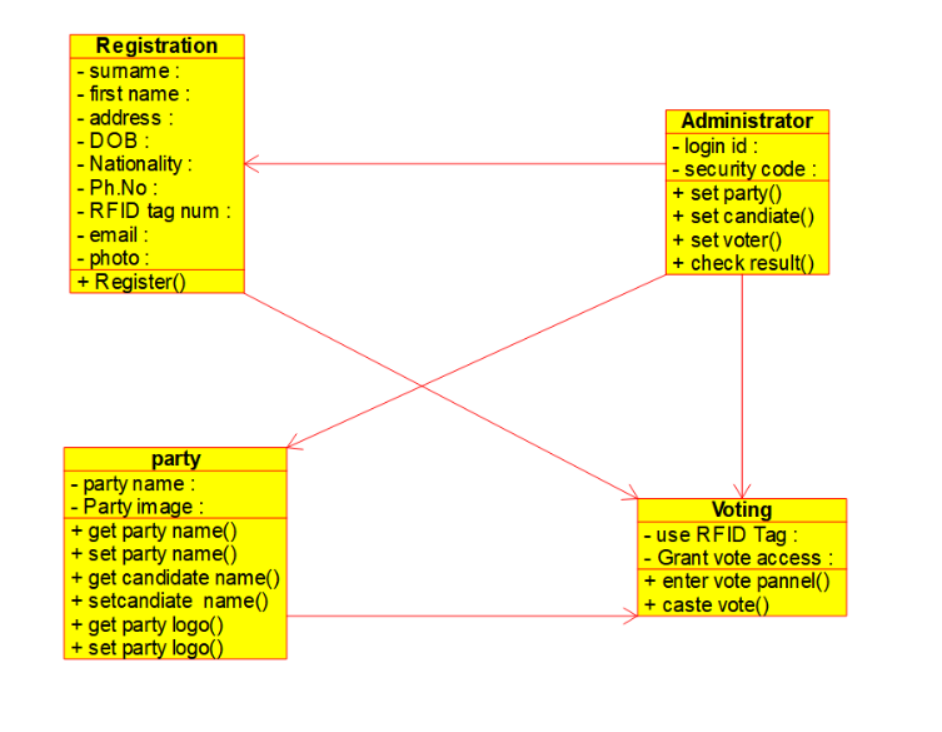 Registration
- surname :
- first name :
- address :
- DOB :
- Nationality :
- Ph.No :
- RFID tag num :
- email :
- photo :
+ Register()
Administrator
- login id :
- security code :
+ set party()
+ set candiate()
+ set voter()
+ check result()
party
- party name :
- Party image :
+ get party name()
+ set party name()
+ get candidate name()
+ setcandiate  name()
+ get party logo()
+ set party logo()
Voting
- use RFID Tag :
- Grant vote access :
+ enter vote pannel()
+ caste vote()